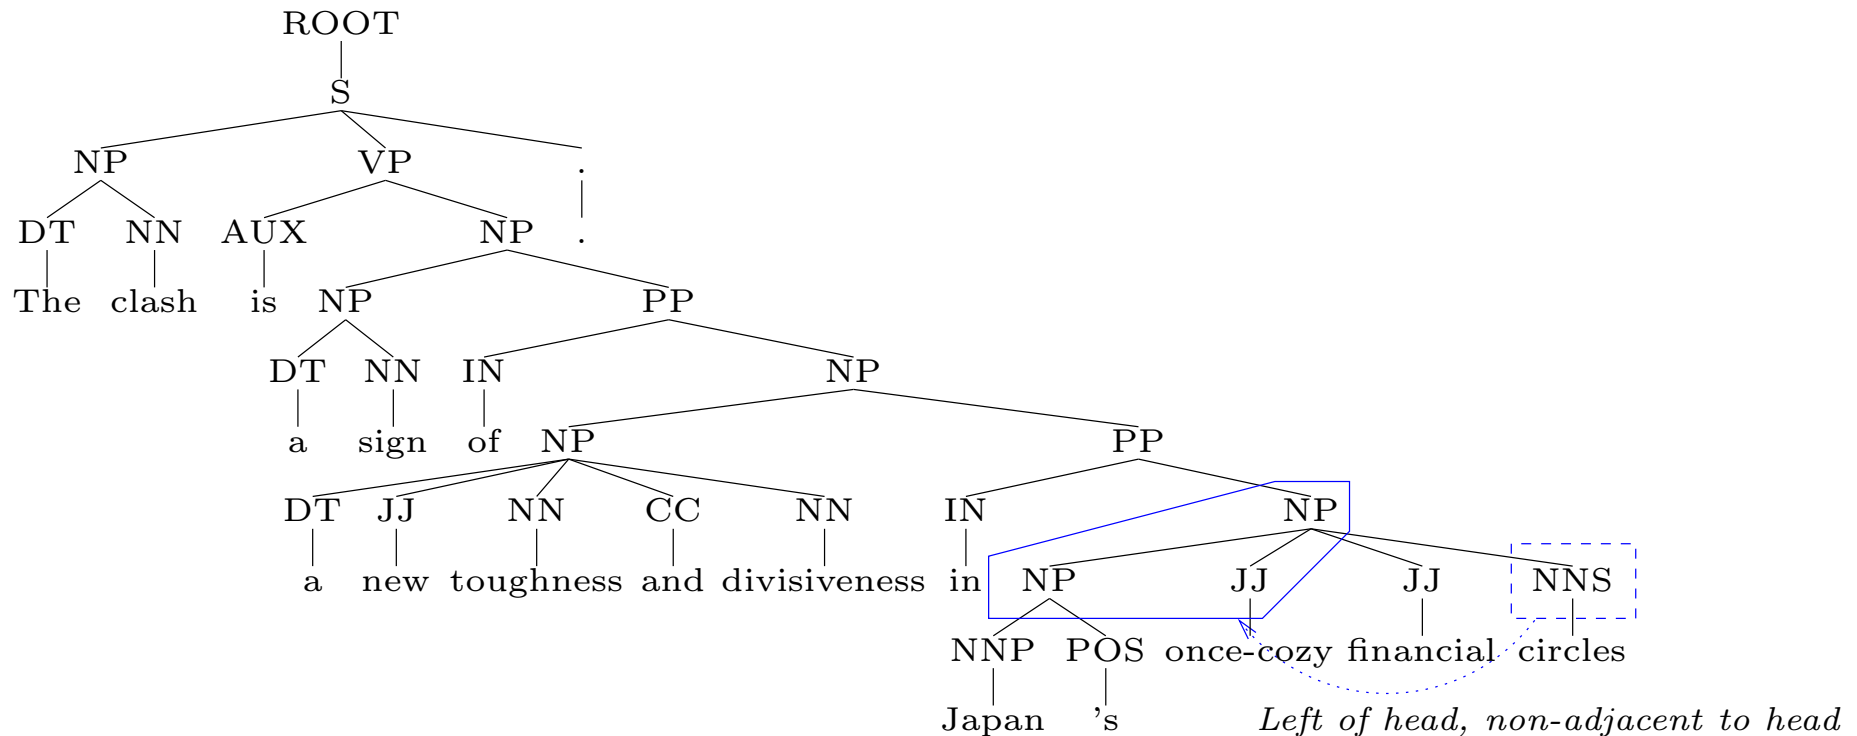 ROOT
S
NP VP .
DT NN AUX NP .
The clash is NP PP
DT NN IN NP
a sign of NP PP
DT JJ NN CC NN IN NP
a new toughness and divisiveness in NP JJ JJ NNS
NNP POS once-cozy financial circles
Japan 's Left of head, non-adjacent to head